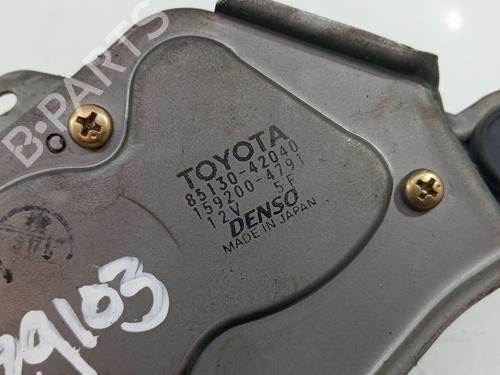 B-PARTS
TOYOTA
85130-42040
159200-4791
12V 5F
DENSO
MADE IN JAPAN
99103